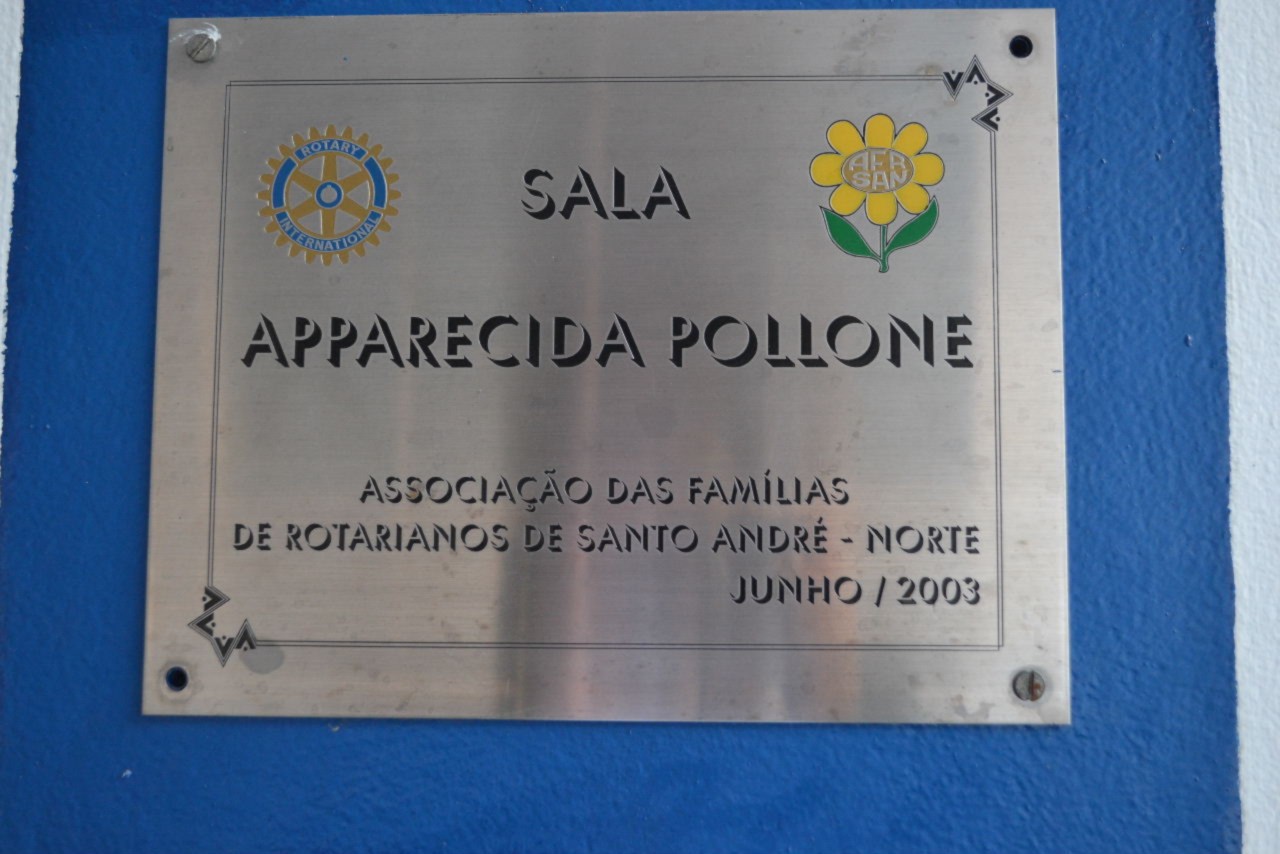 ROTARY
INTERNATIONAL
AFR
SAN
SALA
APPARECIDA POLLONE
ASSOCIAÇÃO DAS FAMÍLIAS
DE ROTARIANOS DE SANTO ANDRÉ - NORTE
JUNHO / 2003